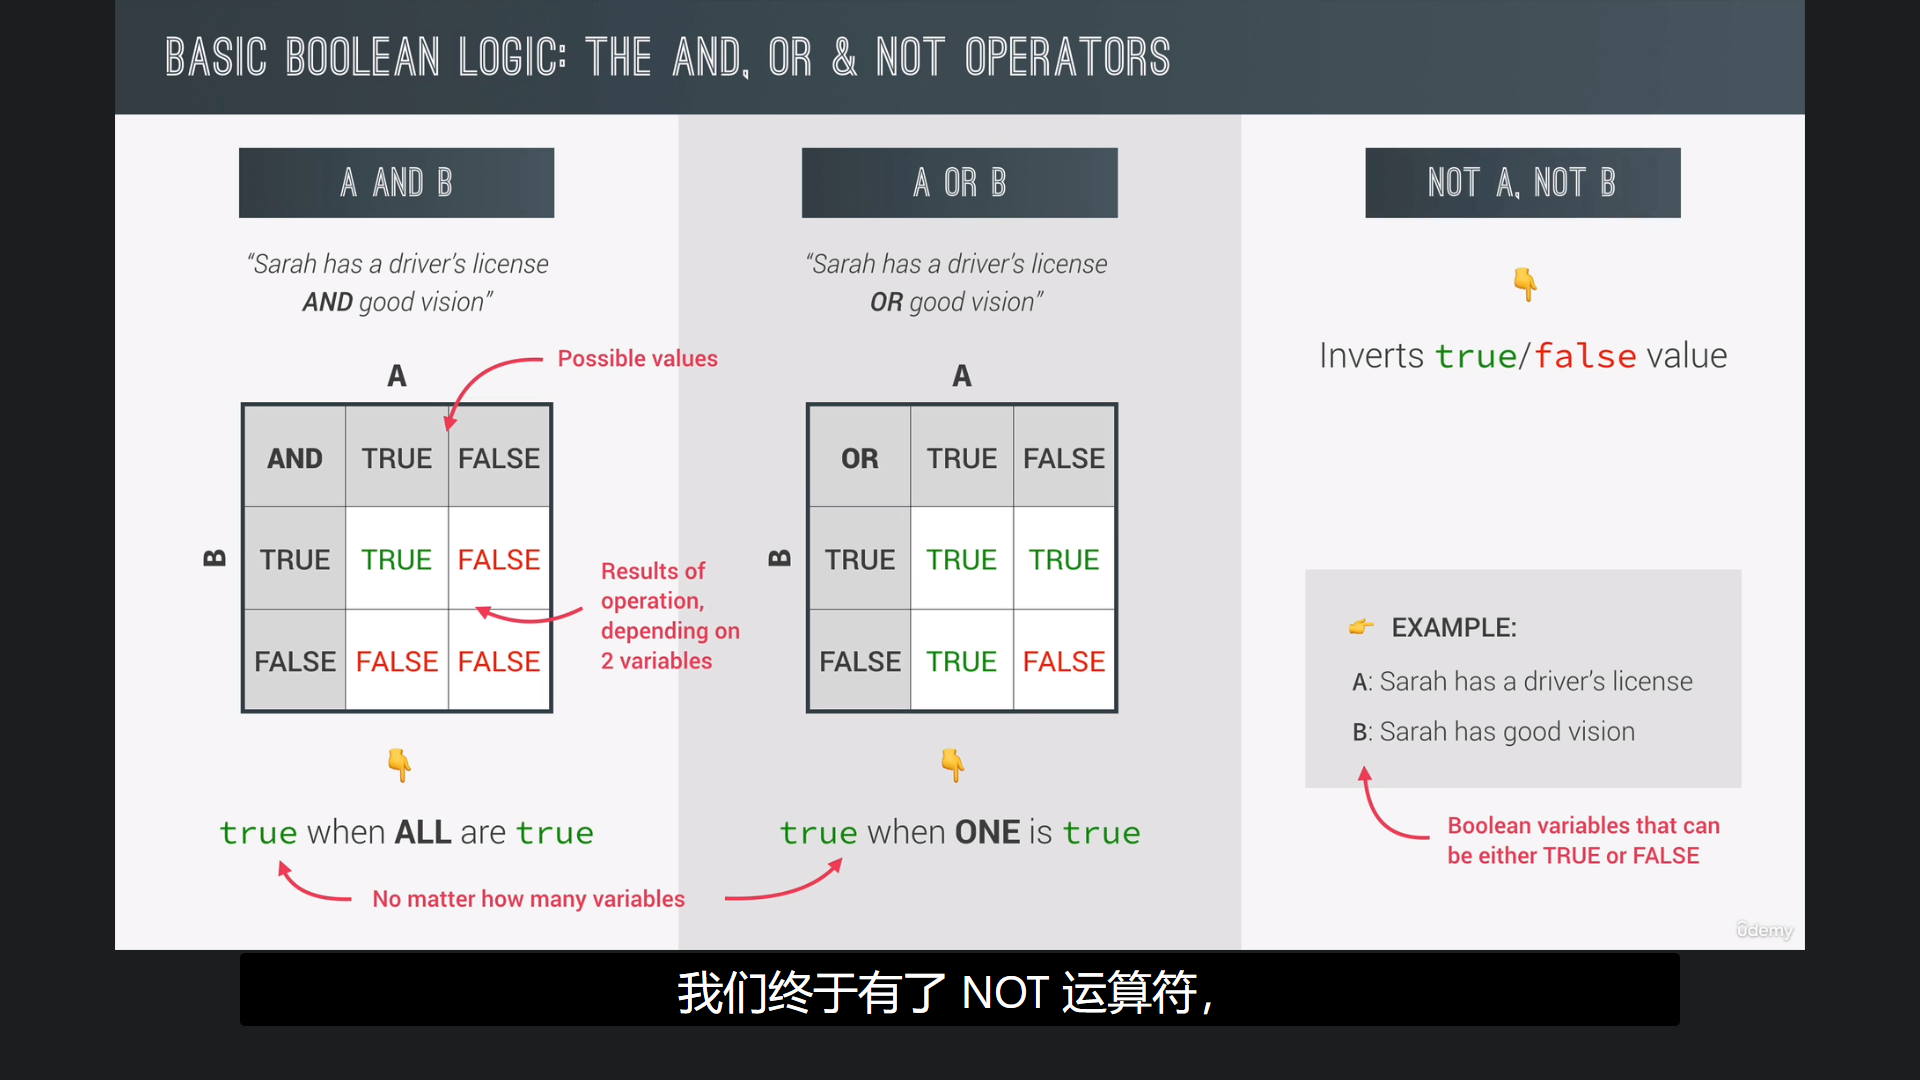 BASIC BOOLEAN LOGIC: THE AND, OR & NOT OPERATORS
A AND B
“Sarah has a driver’s license
AND good vision”
Possible values
A
AND TRUE FALSE
B
TRUE TRUE FALSE
FALSE FALSE FALSE
Results of
operation,
depending on
2 variables
true when ALL are true
No matter how many variables
A OR B
“Sarah has a driver’s license
OR good vision”
A
OR TRUE FALSE
B
TRUE TRUE TRUE
FALSE TRUE FALSE
true when ONE is true
NOT A, NOT B
Inverts true/false value
EXAMPLE:
A: Sarah has a driver’s license
B: Sarah has good vision
Boolean variables that can
be either TRUE or FALSE
ûdemy
我们终于有了 NOT 运算符，